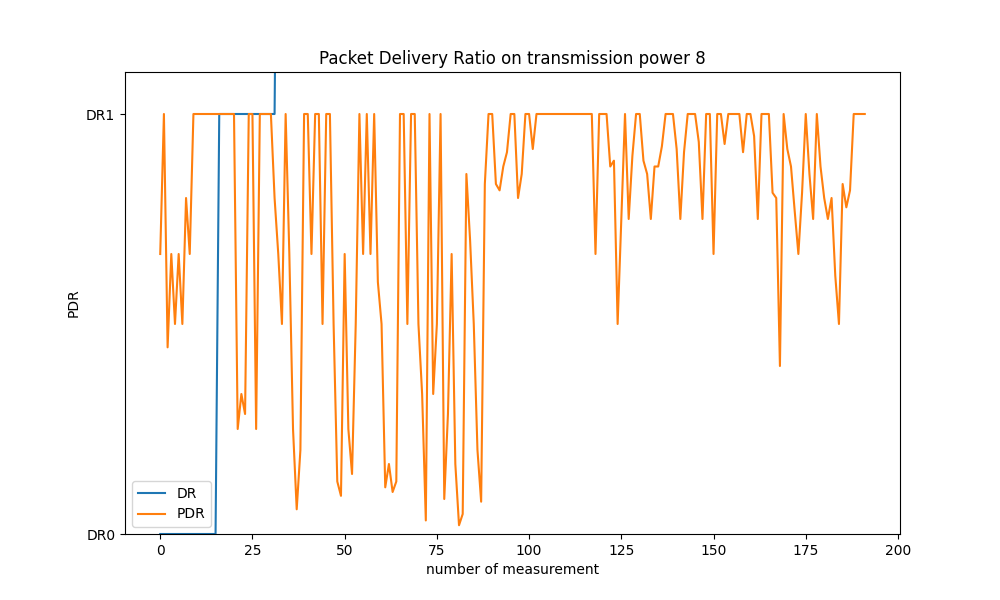 Packet Delivery Ratio on transmission power 8
DR1
PDR
DR0
DR
PDR
0 25 50 75 100 125 150 175 200
number of measurement